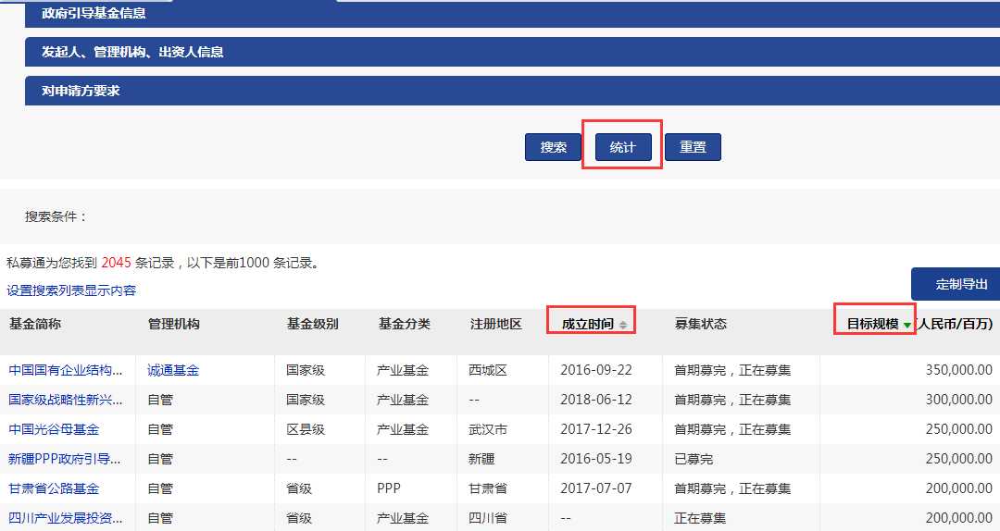 政府引导基金信息
发起人、管理机构、出资人信息
对申请方要求
搜索 统计 重置
搜索条件：
私募通为您找到 2045 条记录，以下是前1000 条记录。
设置搜索列表显示内容
定制导出
基金简称 管理机构 基金级别 基金分类 注册地区 成立时间 募集状态 目标规模 (人民币/百万)
中国国有企业结构... 诚通基金 国家级 产业基金 西城区 2016-09-22 首期募完，正在募集 350,000.00
国家级战略性新兴... 自管 国家级 产业基金 -- 2018-06-12 首期募完，正在募集 300,000.00
中国光谷母基金 自管 区县级 产业基金 武汉市 2017-12-26 首期募完，正在募集 250,000.00
新疆PPP政府引导... 自管 -- -- 新疆 2016-05-19 已募完 250,000.00
甘肃省公路基金 自管 省级 PPP 甘肃省 2017-07-07 首期募完，正在募集 200,000.00
四川产业发展投资... 自管 省级 产业基金 四川省 -- 正在募集 200,000.00